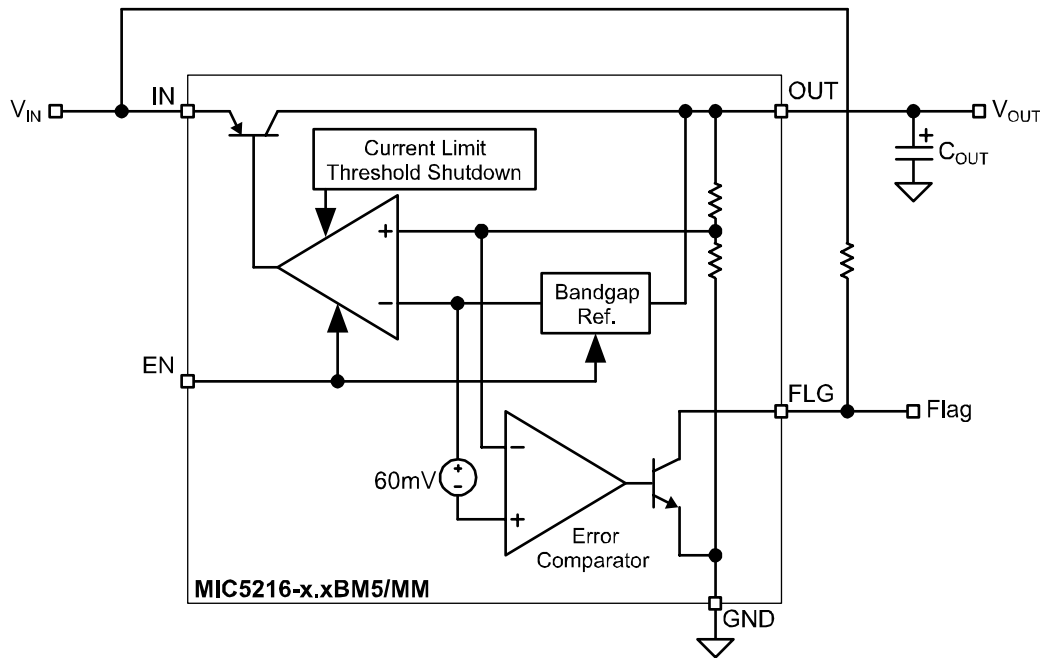 V_IN
IN
OUT
V_OUT
Current Limit
Threshold Shutdown
+
C_OUT
+
−
Bandgap
Ref.
EN
FLG
Flag
−
60mV
+
-
+
Error
Comparator
MIC5216-x.xBM5/MM
GND